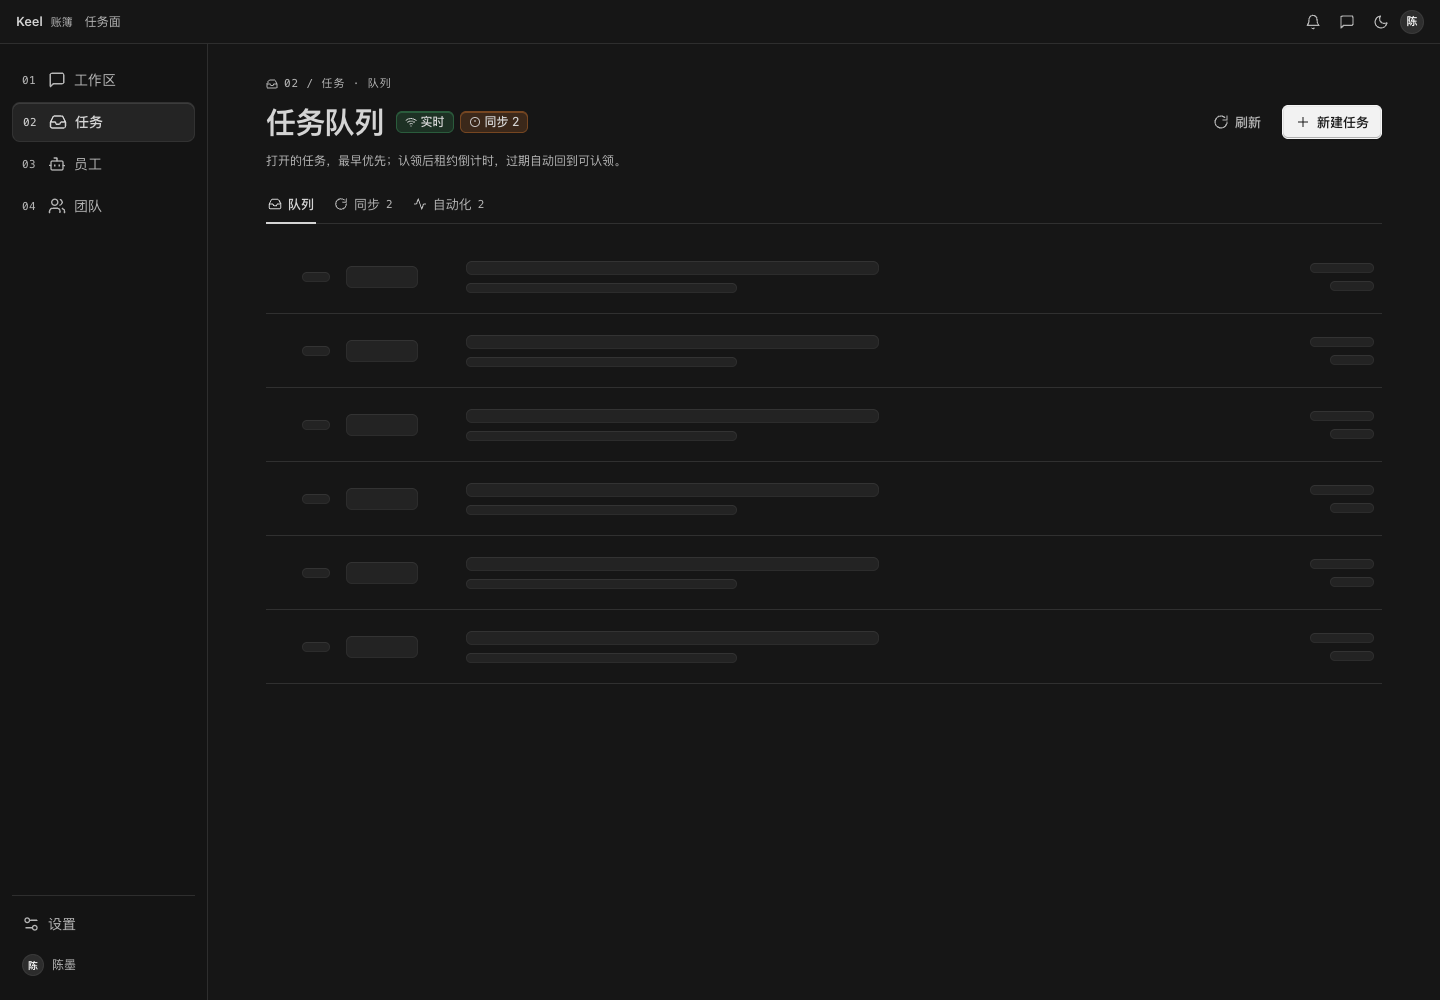 Keel 账簿 任务面
陈
01 工作区
02 任务
03 员工
04 团队
02 / 任务 · 队列
任务队列 实时 同步 2
刷新 新建任务
打开的任务，最早优先；认领后租约倒计时，过期自动回到可认领。
队列 同步 2 自动化 2
设置
陈 陈墨